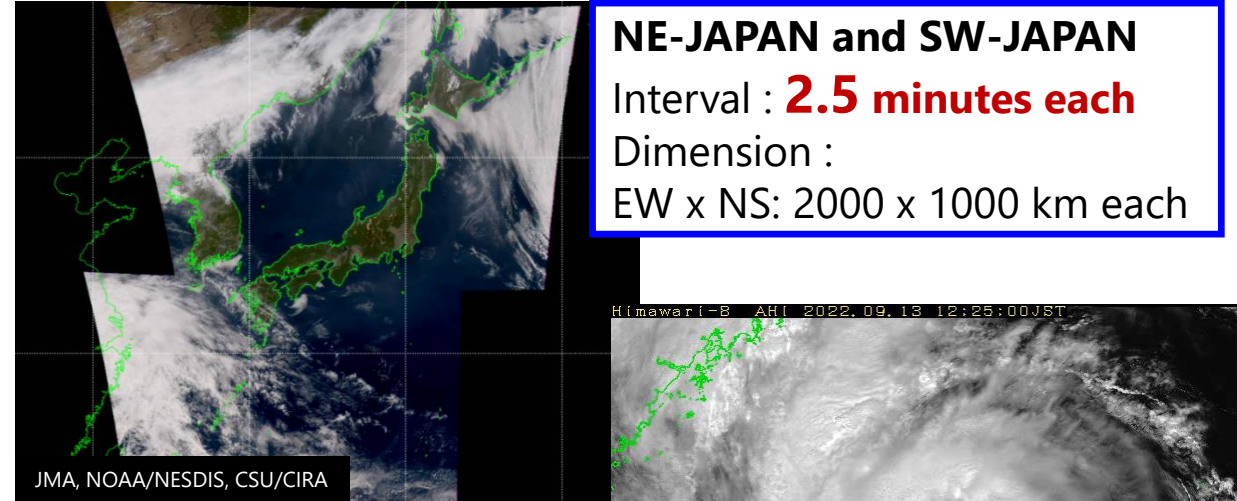 NE-JAPAN and SW-JAPAN
Interval : 2.5 minutes each
Dimension :
EW x NS: 2000 x 1000 km each
Himawari-8 AHI 2022.09.13 12:25:00JST
JMA, NOAA/NESDIS, CSU/CIRA